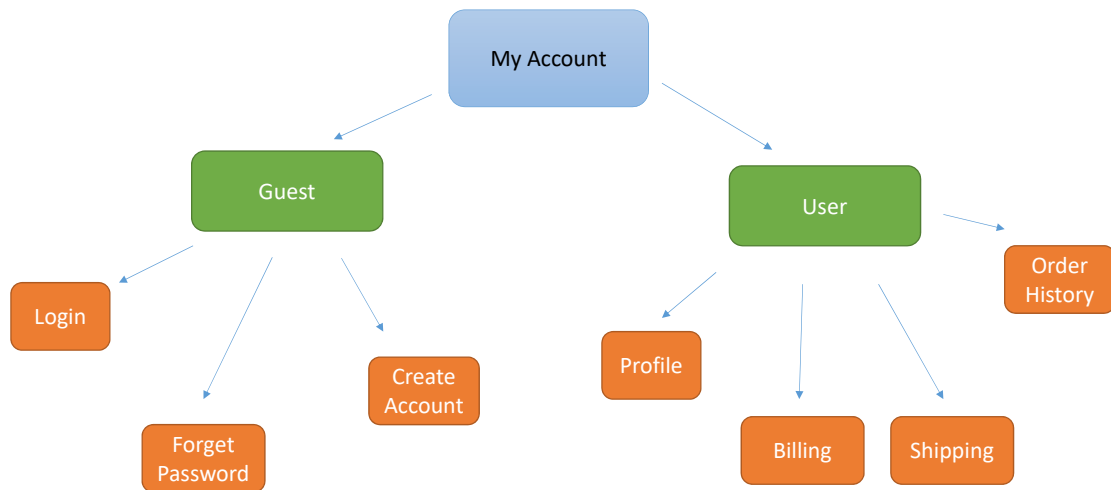 My Account
Guest
User
Order
History
Login
Profile
Create
Account
Forget
Password
Billing
Shipping